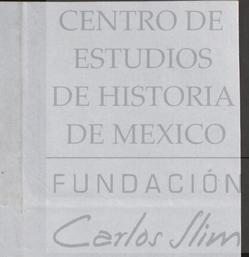 CENTRO DE
ESTUDIOS
DE HISTORIA
DE MEXICO
FUNDACIÓN
Carlos Slim